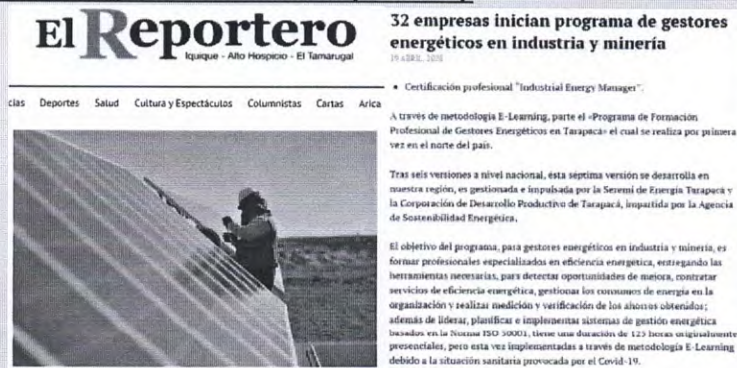 El Reportero
Iquique - Alto Hospicio - El Tamarugal
cias Deportes Salud Cultura y Espectáculos Columnistas Cartas Arica
32 empresas inician programa de gestores
energéticos en industria y minería
19 ABRIL,
• Certificación profesional "Industrial Energy Manager".
A través de metodología E-Learning, parte el «Programa de Formación
Profesional de Gestores Energéticos en Tarapacá» el cual se realiza por primera
vez en el norte del país.
Tras seis versiones a nivel nacional, ésta séptima versión se desarrolla en
nuestra región, es gestionada e impulsada por la Seremi de Energía Tarapacá y
la Corporación de Desarrollo Productivo de Tarapacá, impartida por la Agencia
de Sostenibilidad Energética.
El objetivo del programa, para gestores energéticos en industria y minería, es
formar profesionales especializados en eficiencia energética, entregando las
herramientas necesarias, para detectar oportunidades de mejora, contratar
servicios de eficiencia energética, gestionar los consumos de energía en la
organización y realizar medición y verificación de los ahorros obtenidos;
además de liderar, planificar e implementar sistemas de gestión energética
basados en la Norma ISO 50001, tiene una duración de 123 horas originalmente
presenciales, pero esta vez implementadas a través de metodología E-Learning
debido a la situación sanitaria provocada por el Covid-19.